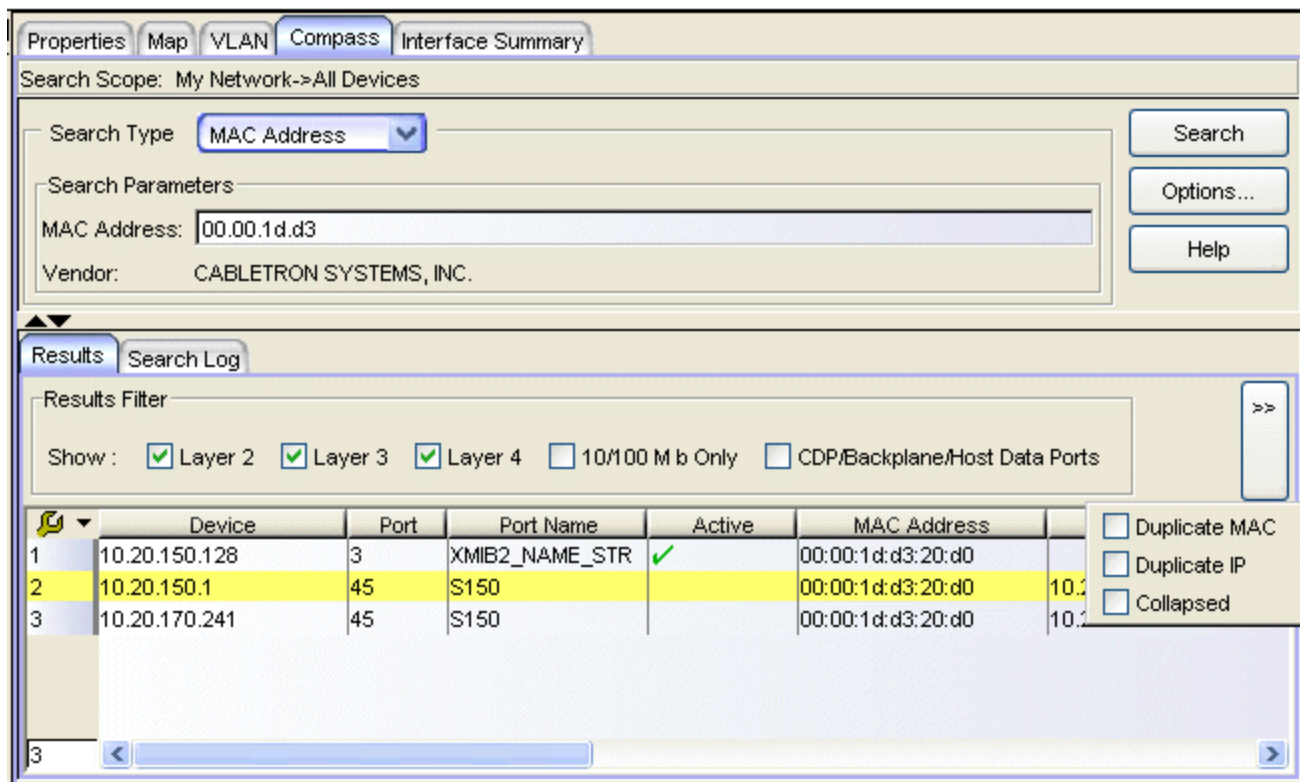 Properties Map VLAN Compass Interface Summary
Search Scope: My Network->All Devices
Search Type MAC Address
Search
Search Parameters
Options...
MAC Address: 00.00.1d.d3
Help
Vendor: CABLETRON SYSTEMS, INC.
Results Search Log
Results Filter
>>
Show : Layer 2 Layer 3 Layer 4 10/100 M b Only CDP/Backplane/Host Data Ports
Device Port Port Name Active MAC Address
Duplicate MAC
1 10.20.150.128 3 XMIB2_NAME_STR 00:00:1d:d3:20:d0
Duplicate IP
2 10.20.150.1 45 S150 00:00:1d:d3:20:d0
Collapsed
3 10.20.170.241 45 S150 00:00:1d:d3:20:d0
3